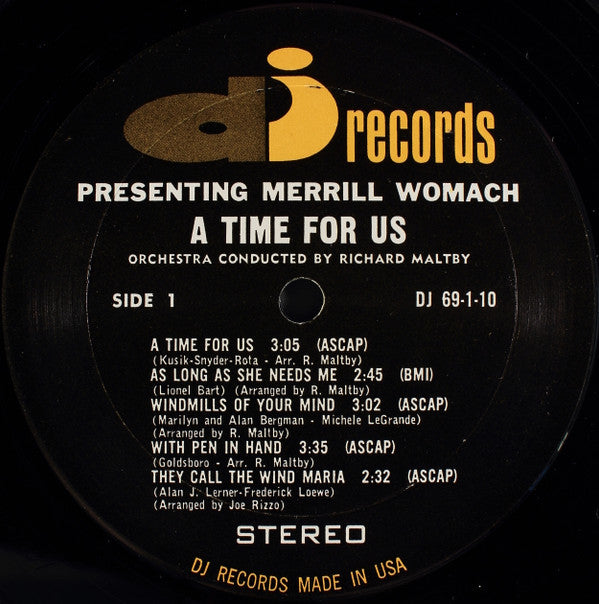 dj records
PRESENTING MERRILL WOMACH
A TIME FOR US
ORCHESTRA CONDUCTED BY RICHARD MALTBY
SIDE 1
DJ 69-1-10
A TIME FOR US 3:05 (ASCAP)
(Kusik-Snyder-Rota - Arr. R. Maltby)
AS LONG AS SHE NEEDS ME 2:45 (BMI)
(Lionel Bart) (Arranged by R. Maltby)
WINDMILLS OF YOUR MIND 3:02 (ASCAP)
(Marilyn and Alan Bergman - Michele LeGrande)
(Arranged by R. Maltby)
WITH PEN IN HAND 3:35 (ASCAP)
(Goldsboro - Arr. R. Maltby)
THEY CALL THE WIND MARIA 2:32 (ASCAP)
(Alan J. Lerner-Frederick Loewe)
(Arranged by Joe Rizzo)
STEREO
DJ RECORDS MADE IN USA